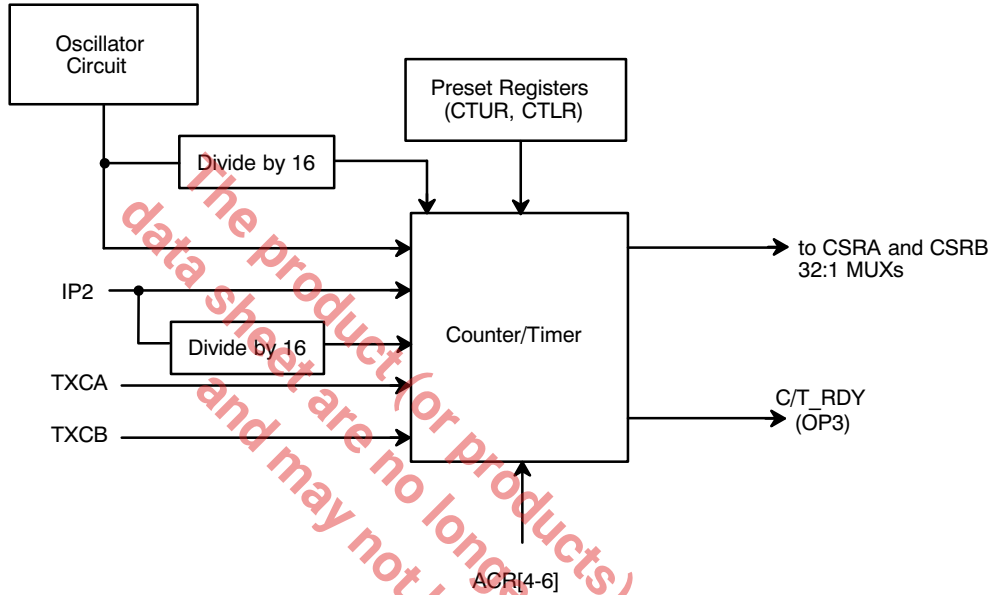 Oscillator
Circuit
Preset Registers
(CTUR, CTLR)
Divide by 16
to CSRA and CSRB
32:1 MUXs
IP2
Counter/Timer
Divide by 16
TXCA
C/T_RDY
(OP3)
TXCB
ACR[4-6]
The product (or products)
data sheet are no longe
and may not